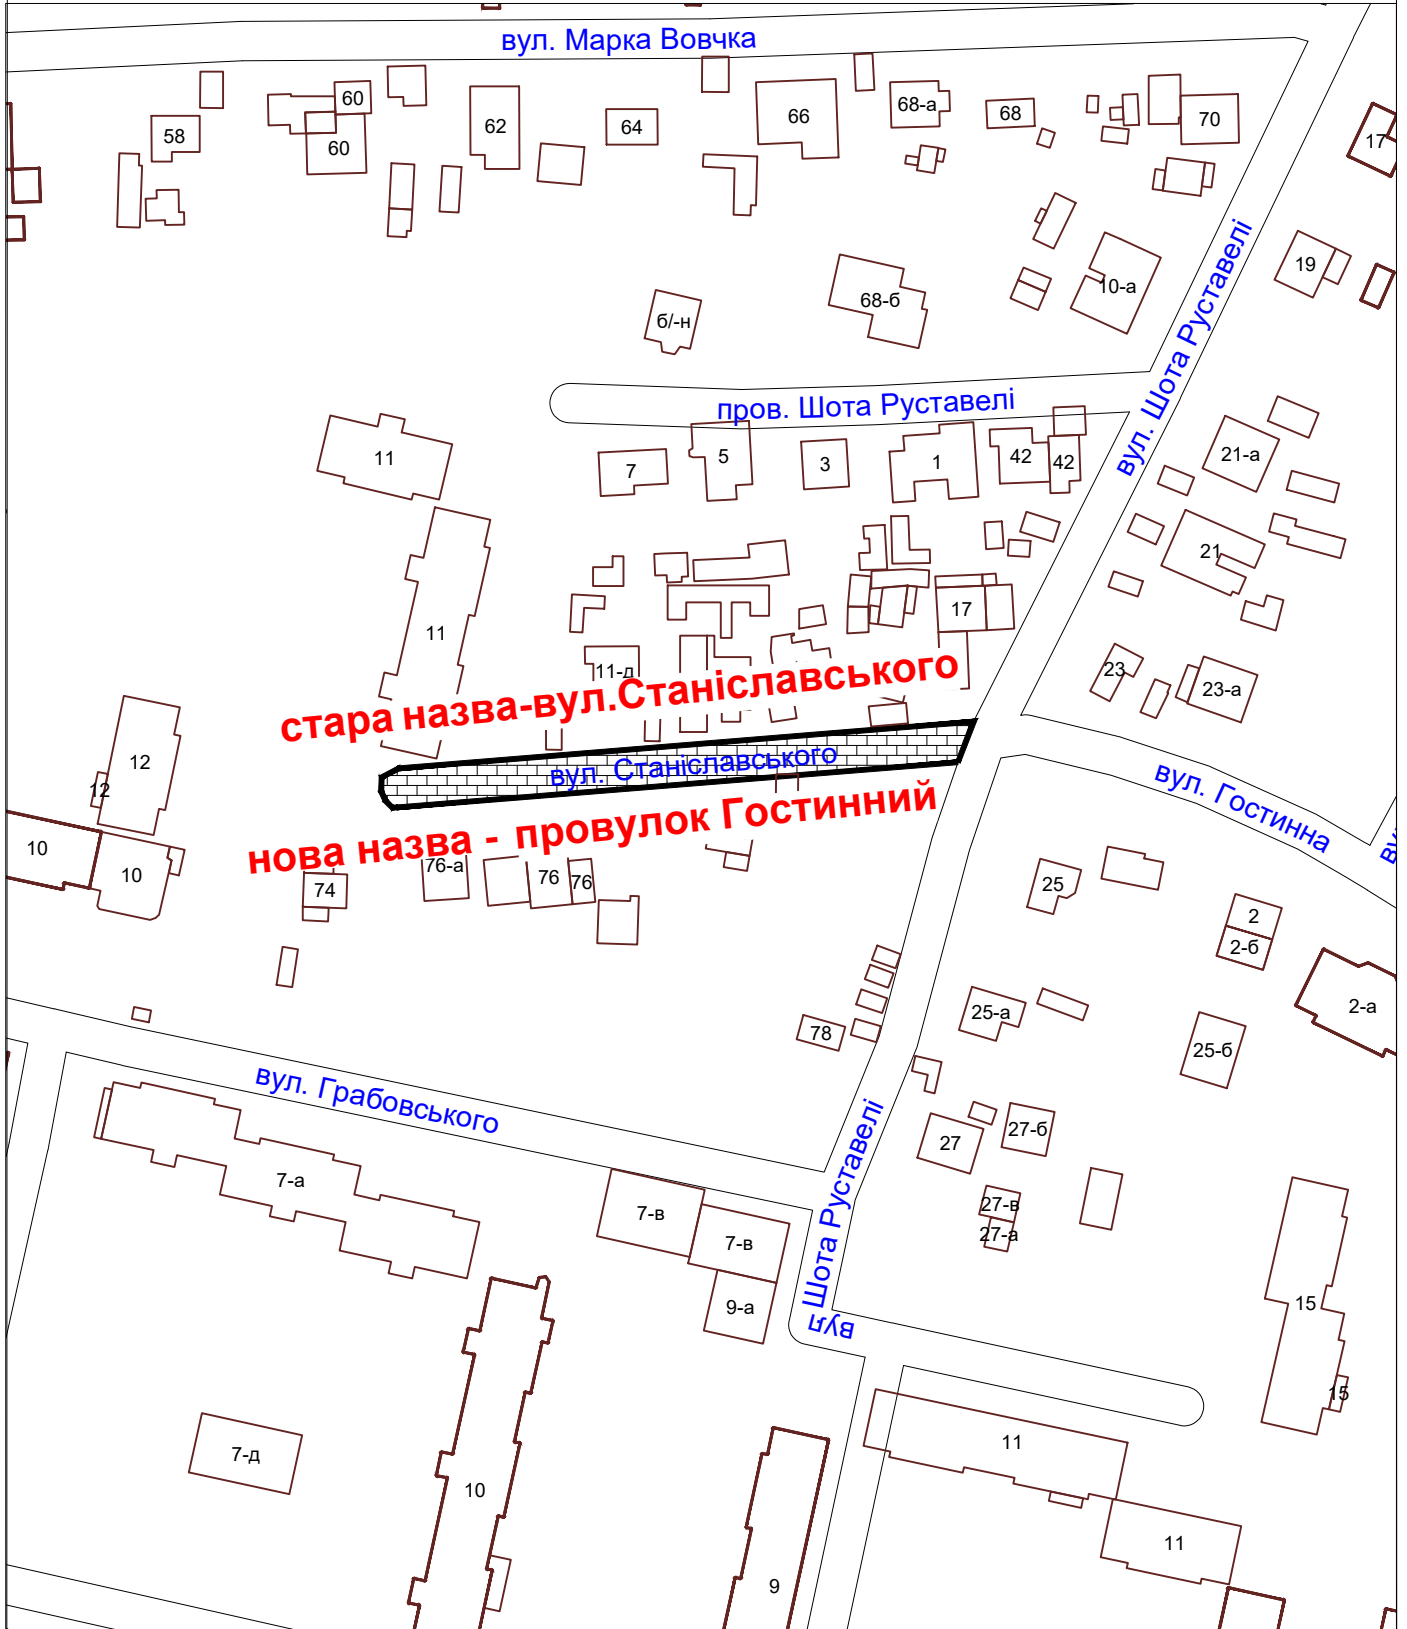 вул. Марка Вовчка
60
58
60
62
64
66
68-а
68
70
17
19
10-а
68-б
б/-н
вул. Шота Руставелі
пров. Шота Руставелі
11
7
5
3
1
42
42
21-а
21
17
11
11-д
23
23-а
стара назва-вул.Станіславського
вул. Станіславського
нова назва - провулок Гостинний
вул. Гостинна
12
12
10
10
74
76-а
76
76
25
2
2-б
2-а
25-а
25-б
78
вул. Грабовського
27
27-б
27-в
27-а
7-а
7-в
7-в
9-а
вул Шота Руставелі
15
15
7-д
10
11
11
9